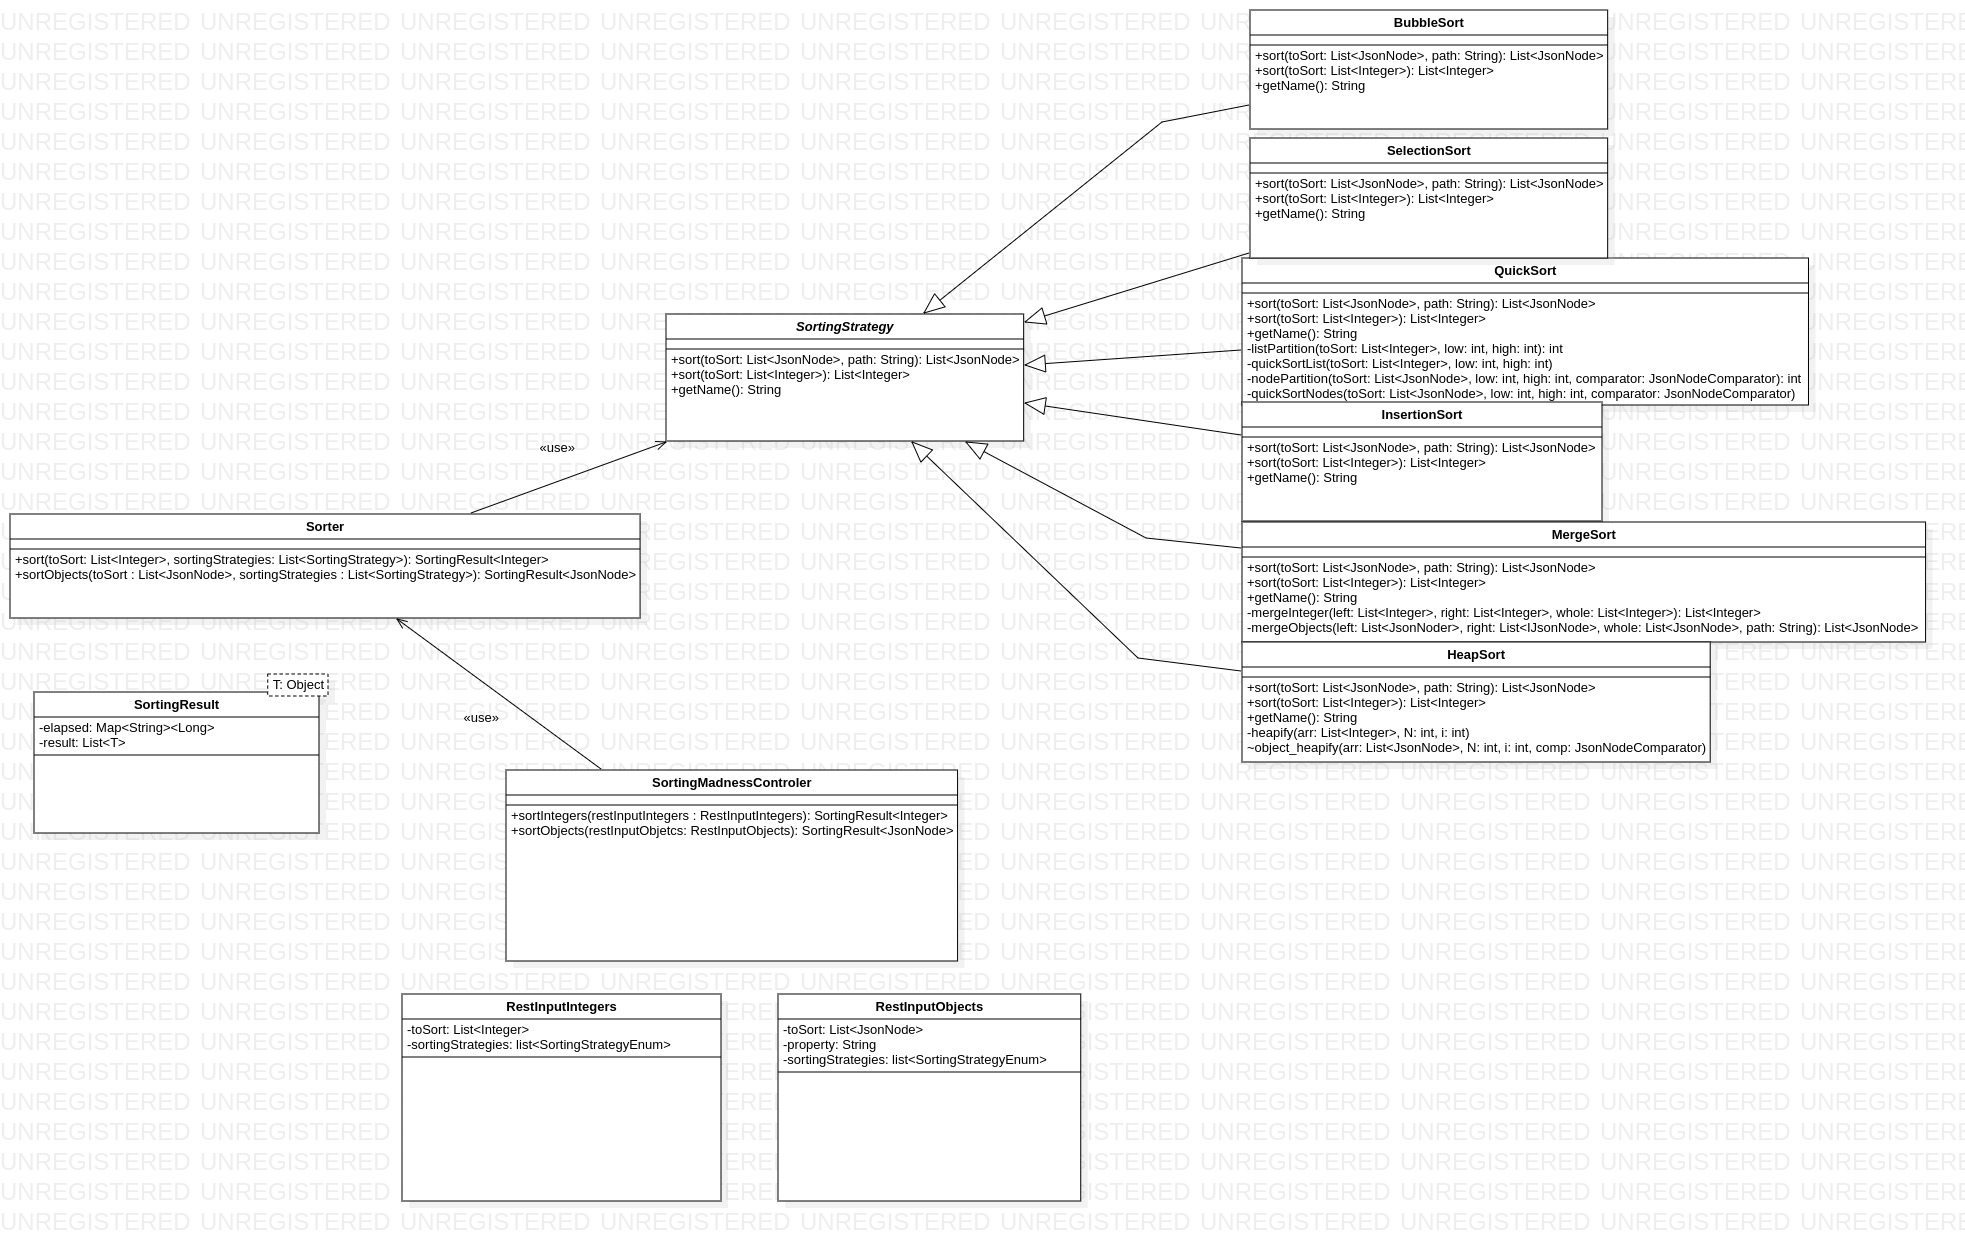 BubbleSort
+sort(toSort: List<JsonNode>, path: String): List<JsonNode>
+sort(toSort: List<Integer>): List<Integer>
+getName(): String
SelectionSort
+sort(toSort: List<JsonNode>, path: String): List<JsonNode>
+sort(toSort: List<Integer>): List<Integer>
+getName(): String
QuickSort
+sort(toSort: List<JsonNode>, path: String): List<JsonNode>
+sort(toSort: List<Integer>): List<Integer>
+getName(): String
-listPartition(toSort: List<Integer>, low: int, high: int): int
-quickSortList(toSort: List<Integer>, low: int, high: int)
-nodePartition(toSort: List<JsonNode>, low: int, high: int, comparator: JsonNodeComparator): int
-quickSortNodes(toSort: List<JsonNode>, low: int, high: int, comparator: JsonNodeComparator)
SortingStrategy
+sort(toSort: List<JsonNode>, path: String): List<JsonNode>
+sort(toSort: List<Integer>): List<Integer>
+getName(): String
InsertionSort
+sort(toSort: List<JsonNode>, path: String): List<JsonNode>
+sort(toSort: List<Integer>): List<Integer>
+getName(): String
«use»
Sorter
+sort(toSort: List<Integer>, sortingStrategies: List<SortingStrategy>): SortingResult<Integer>
+sortObjects(toSort : List<JsonNode>, sortingStrategies : List<SortingStrategy>): SortingResult<JsonNode>
MergeSort
+sort(toSort: List<JsonNode>, path: String): List<JsonNode>
+sort(toSort: List<Integer>): List<Integer>
+getName(): String
-mergeInteger(left: List<Integer>, right: List<Integer>, whole: List<Integer>): List<Integer>
-mergeObjects(left: List<JsonNoder>, right: List<IJsonNode>, whole: List<JsonNode>, path: String): List<JsonNode>
HeapSort
+sort(toSort: List<JsonNode>, path: String): List<JsonNode>
+sort(toSort: List<Integer>): List<Integer>
+getName(): String
-heapify(arr: List<Integer>, N: int, i: int)
~object_heapify(arr: List<JsonNode>, N: int, i: int, comp: JsonNodeComparator)
T: Object
SortingResult
-elapsed: Map<String><Long>
-result: List<T>
«use»
SortingMadnessControler
+sortIntegers(restInputIntegers : RestInputIntegers): SortingResult<Integer>
+sortObjects(restInputObjetcs: RestInputObjects): SortingResult<JsonNode>
RestInputIntegers
-toSort: List<Integer>
-sortingStrategies: list<SortingStrategyEnum>
RestInputObjects
-toSort: List<JsonNode>
-property: String
-sortingStrategies: list<SortingStrategyEnum>
UNREGISTERED